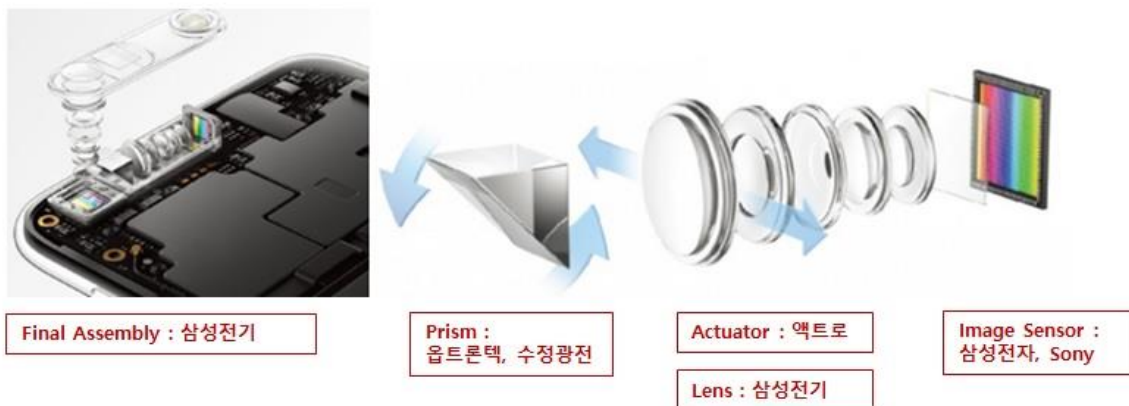 Final Assembly : 삼성전기
Prism :
옵트론텍, 수정광전
Actuator : 액트로
Lens : 삼성전기
Image Sensor :
삼성전자, Sony